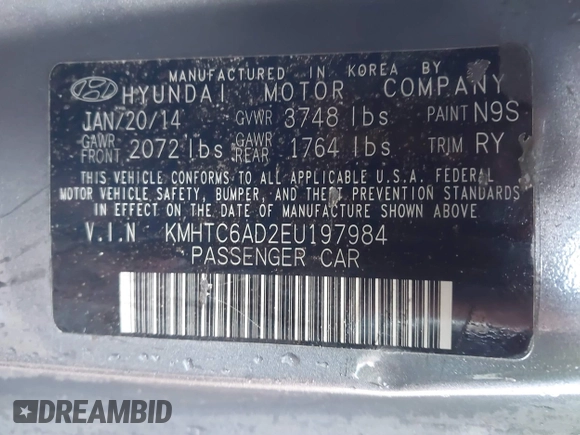 MANUFACTURED IN KOREA BY
HYUNDAI MOTOR COMPANY
JAN/20/14 GVWR 3748 lbs PAINT N9S
GAWR FRONT 2072 lbs GAWR REAR 1764 lbs TRIM RY
THIS VEHICLE CONFORMS TO ALL APPLICABLE U.S.A. FEDERAL
MOTOR VEHICLE SAFETY, BUMPER, AND THEFT PREVENTION STANDARDS
IN EFFECT ON THE DATE OF MANUFACTURE SHOWN ABOVE
V.I.N KMHTC6AD2EU197984
PASSENGER CAR
DREAMBID